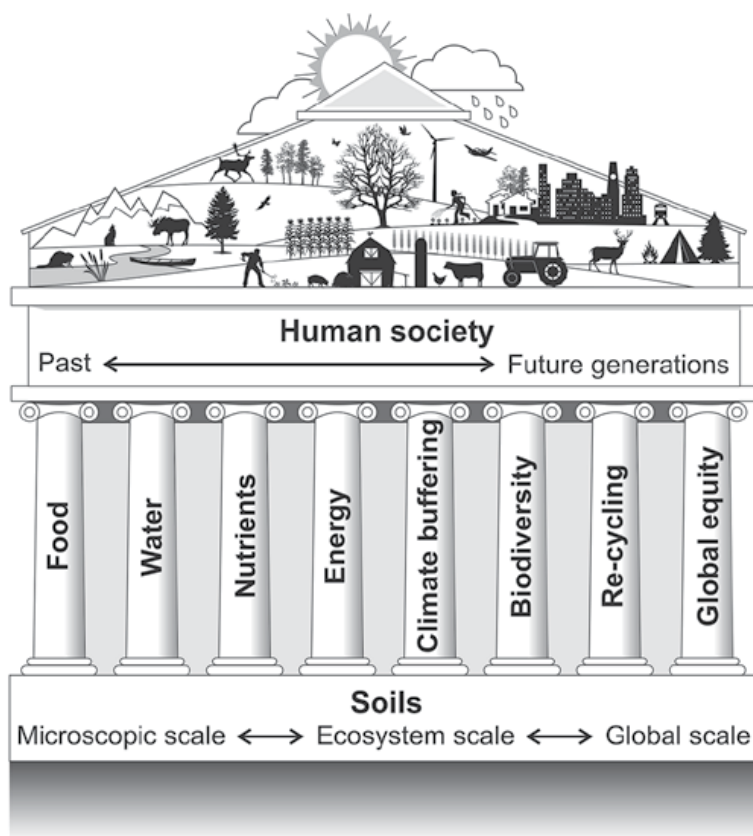 Human society
Past
Future generations
Food
Water
Nutrients
Energy
Climate buffering
Biodiversity
Re-cycling
Global equity
Soils
Microscopic scale
Ecosystem scale
Global scale